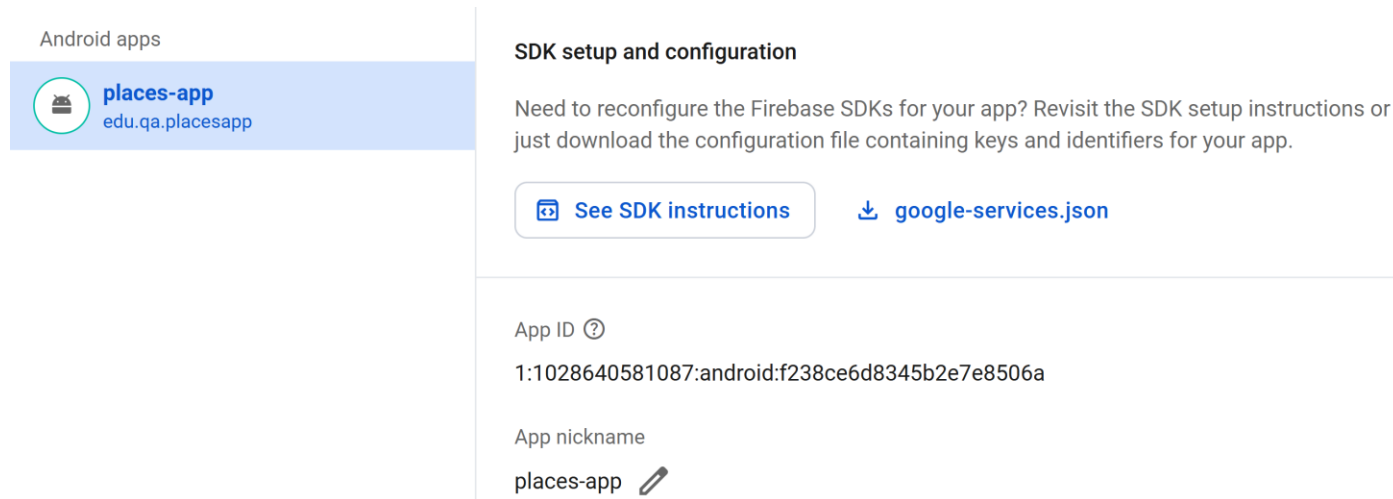 Android apps
places-app
edu.qa.placesapp
SDK setup and configuration
Need to reconfigure the Firebase SDKs for your app? Revisit the SDK setup instructions or
just download the configuration file containing keys and identifiers for your app.
See SDK instructions
google-services.json
App ID
1:1028640581087:android:f238ce6d8345b2e7e8506a
App nickname
places-app